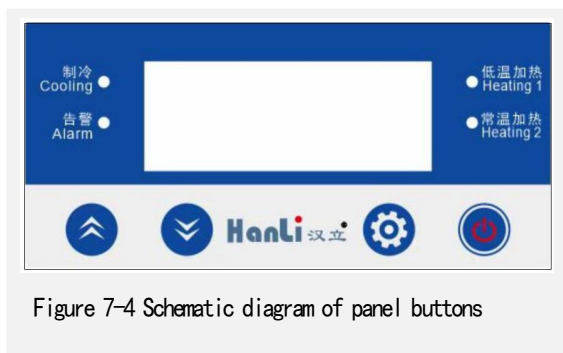 制冷
Cooling
告警
Alarm
低温加热
Heating 1
常温加热
Heating 2
HanLi 汉立
Figure 7-4 Schematic diagram of panel buttons